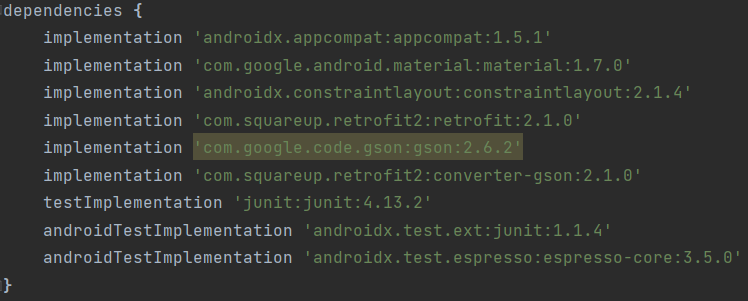 dependencies {
    implementation 'androidx.appcompat:appcompat:1.5.1'
    implementation 'com.google.android.material:material:1.7.0'
    implementation 'androidx.constraintlayout:constraintlayout:2.1.4'
    implementation 'com.squareup.retrofit2:retrofit:2.1.0'
    implementation 'com.google.code.gson:gson:2.6.2'
    implementation 'com.squareup.retrofit2:converter-gson:2.1.0'
    testImplementation 'junit:junit:4.13.2'
    androidTestImplementation 'androidx.test.ext:junit:1.1.4'
    androidTestImplementation 'androidx.test.espresso:espresso-core:3.5.0'
}